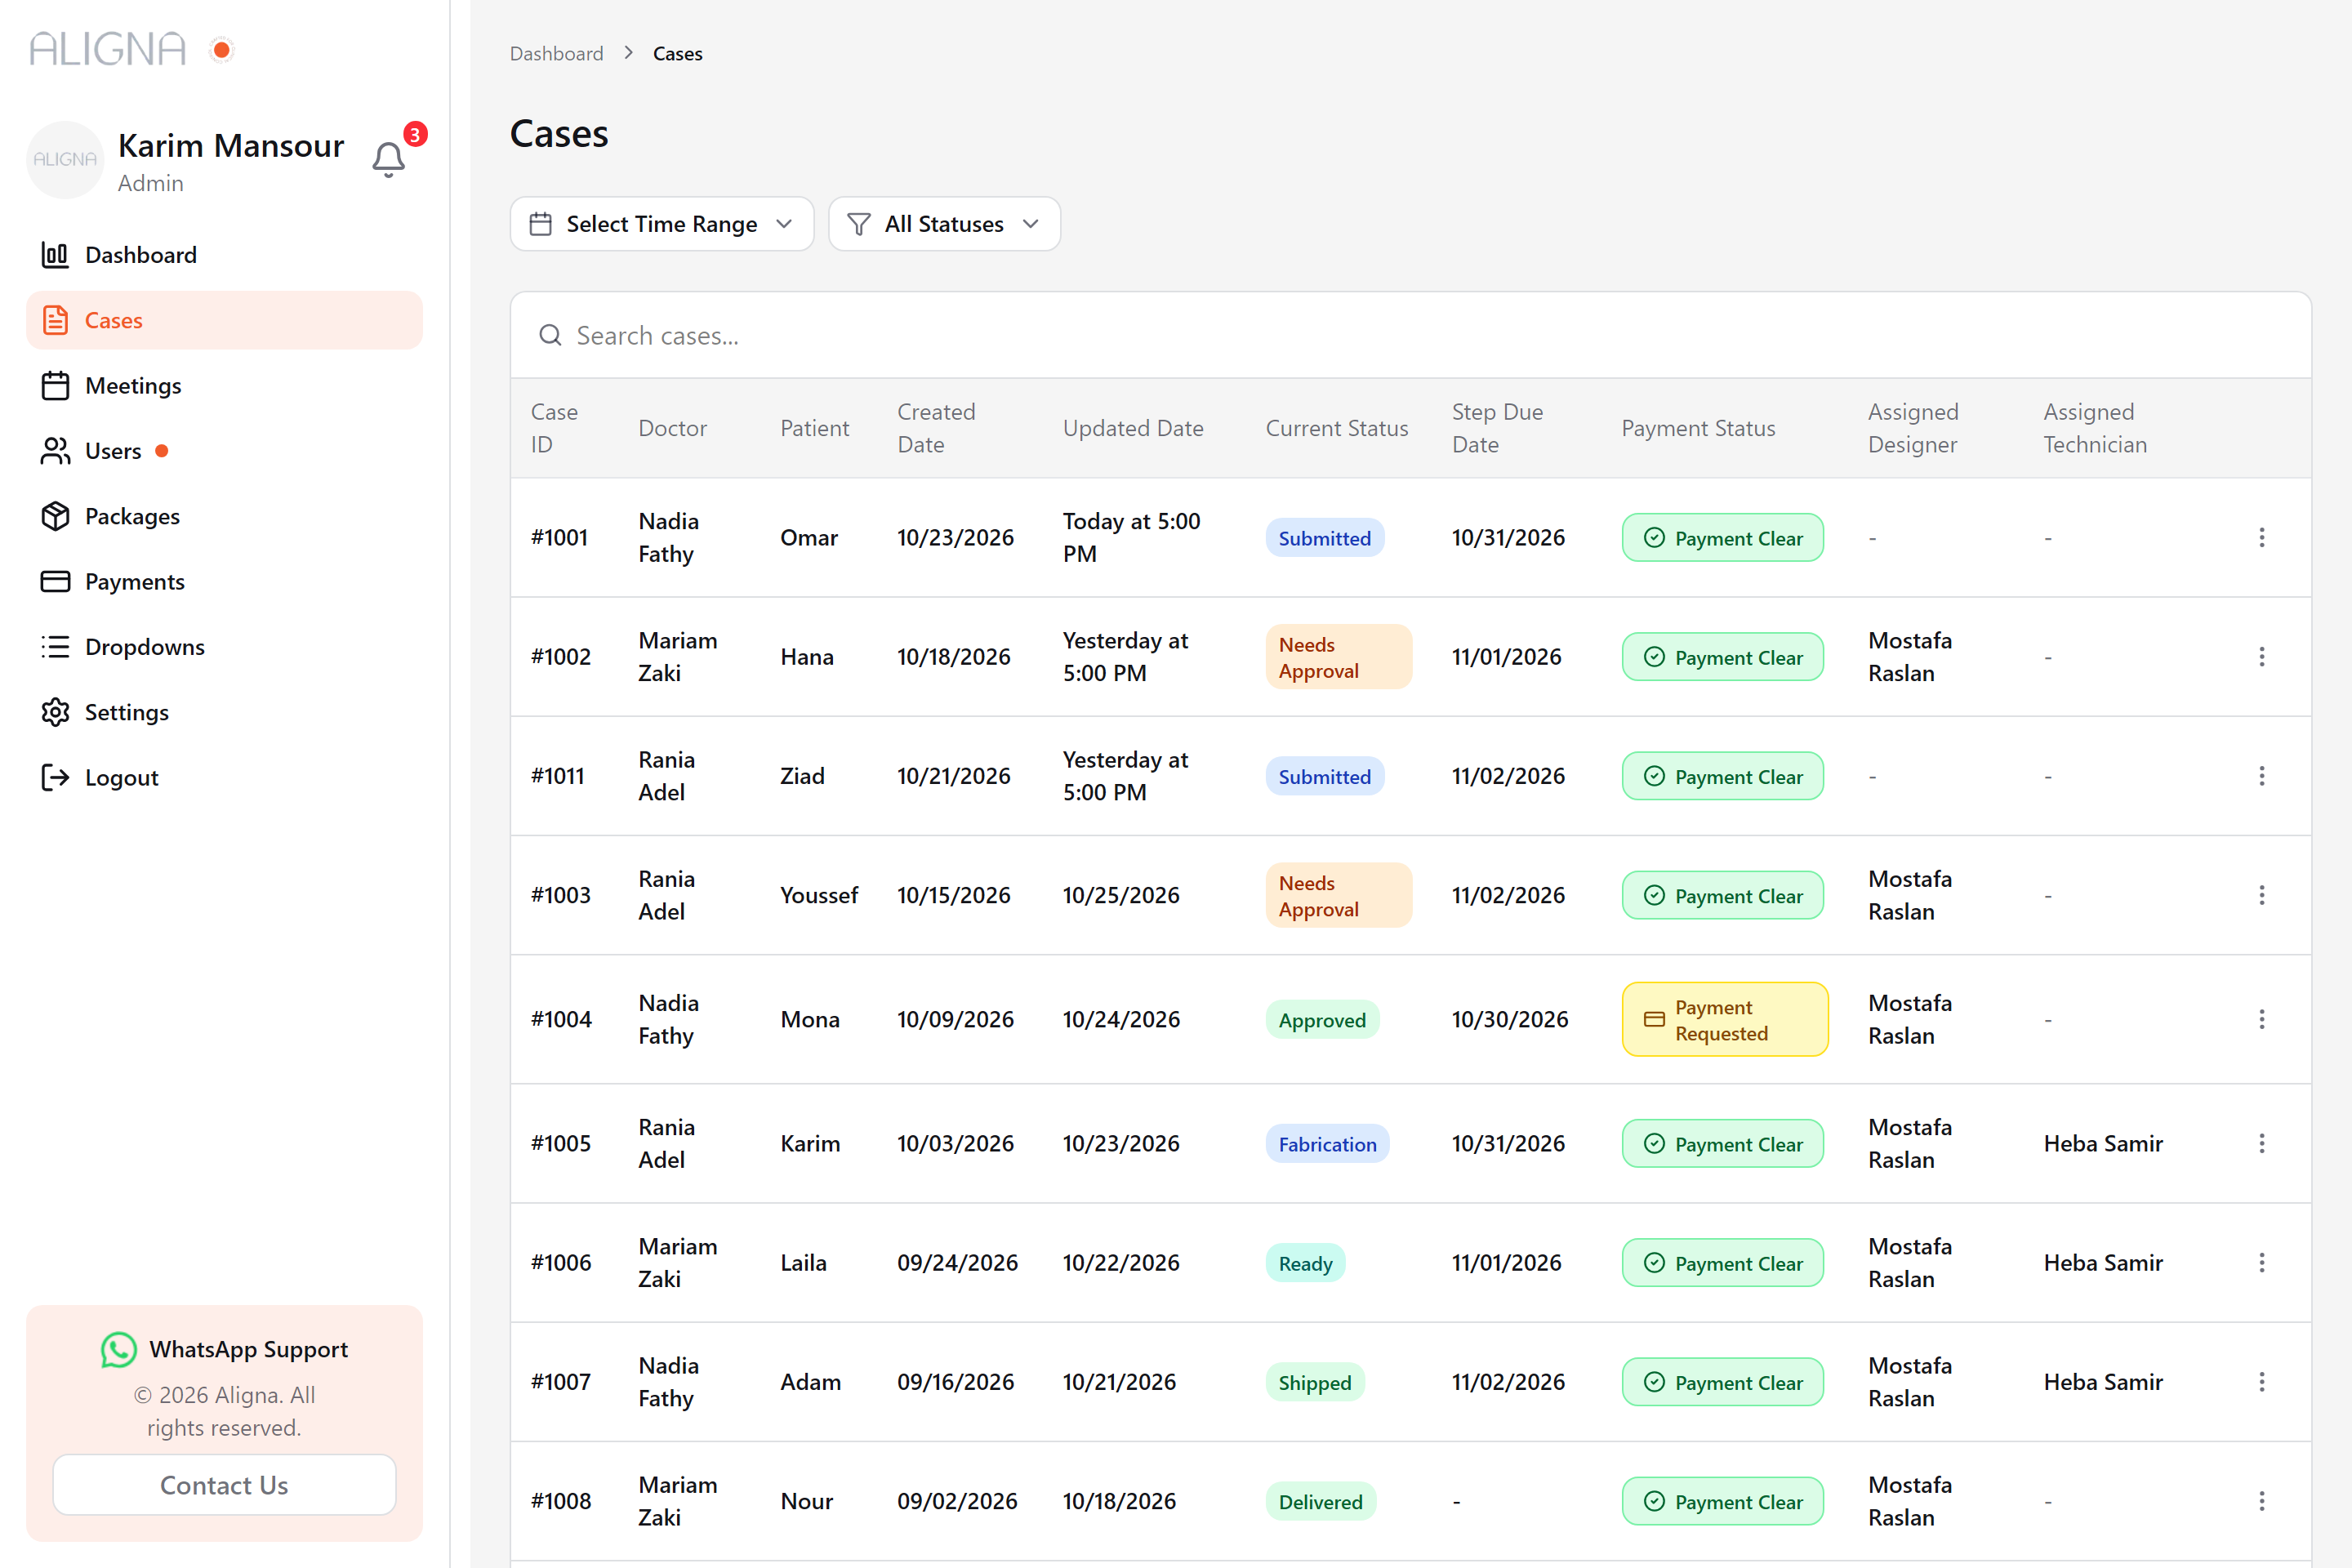 ALIGNA
ALIGNA
Karim Mansour
Admin
3
Dashboard
Cases
Meetings
Users
Packages
Payments
Dropdowns
Settings
Logout
WhatsApp Support
© 2026 Aligna. All
rights reserved.
Contact Us
Dashboard > Cases
Cases
Select Time Range
All Statuses
Search cases...
Case ID Doctor Patient Created Date Updated Date Current Status Step Due Date Payment Status Assigned Designer Assigned Technician
#1001 Nadia Fathy Omar 10/23/2026 Today at 5:00 PM Submitted 10/31/2026 Payment Clear - -
#1002 Mariam Zaki Hana 10/18/2026 Yesterday at 5:00 PM Needs Approval 11/01/2026 Payment Clear Mostafa Raslan -
#1011 Rania Adel Ziad 10/21/2026 Yesterday at 5:00 PM Submitted 11/02/2026 Payment Clear - -
#1003 Rania Adel Youssef 10/15/2026 10/25/2026 Needs Approval 11/02/2026 Payment Clear Mostafa Raslan -
#1004 Nadia Fathy Mona 10/09/2026 10/24/2026 Approved 10/30/2026 Payment Requested Mostafa Raslan -
#1005 Rania Adel Karim 10/03/2026 10/23/2026 Fabrication 10/31/2026 Payment Clear Mostafa Raslan Heba Samir
#1006 Mariam Zaki Laila 09/24/2026 10/22/2026 Ready 11/01/2026 Payment Clear Mostafa Raslan Heba Samir
#1007 Nadia Fathy Adam 09/16/2026 10/21/2026 Shipped 11/02/2026 Payment Clear Mostafa Raslan Heba Samir
#1008 Mariam Zaki Nour 09/02/2026 10/18/2026 Delivered - Payment Clear Mostafa Raslan -